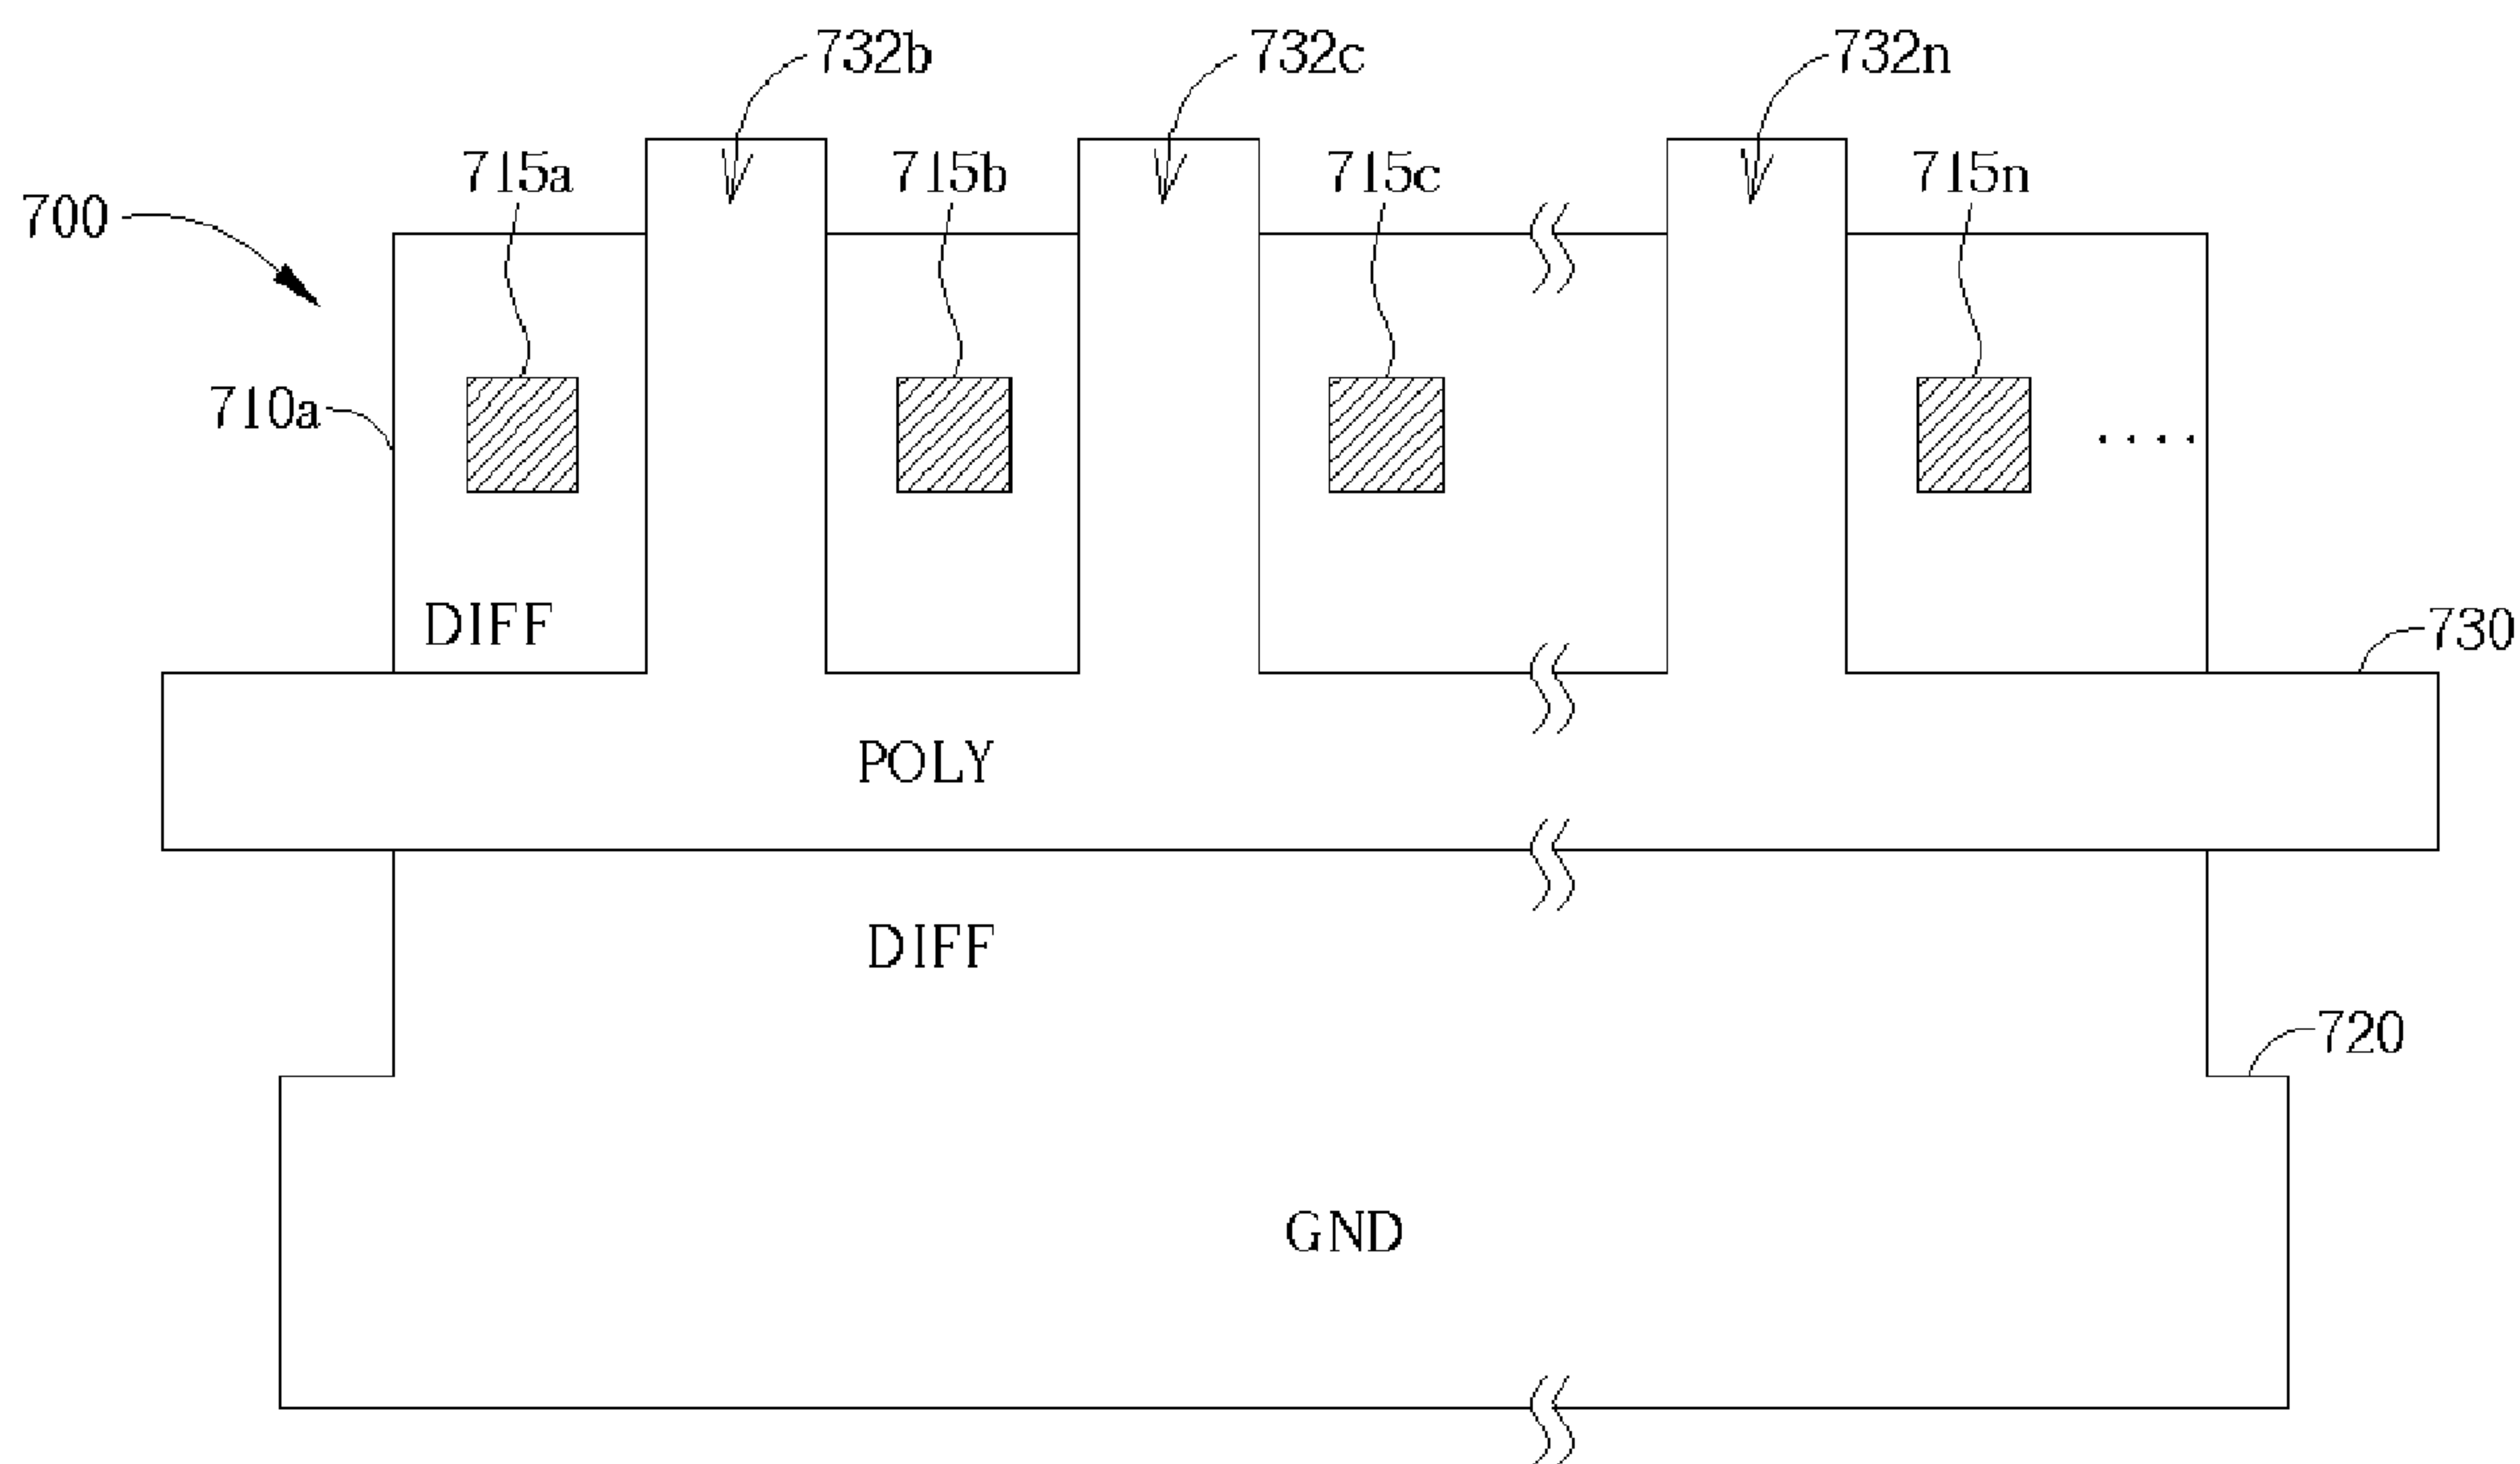 732b 732c 732n
715a 715b 715c 715n
700
710a
....
DIFF
730
POLY
DIFF
720
GND